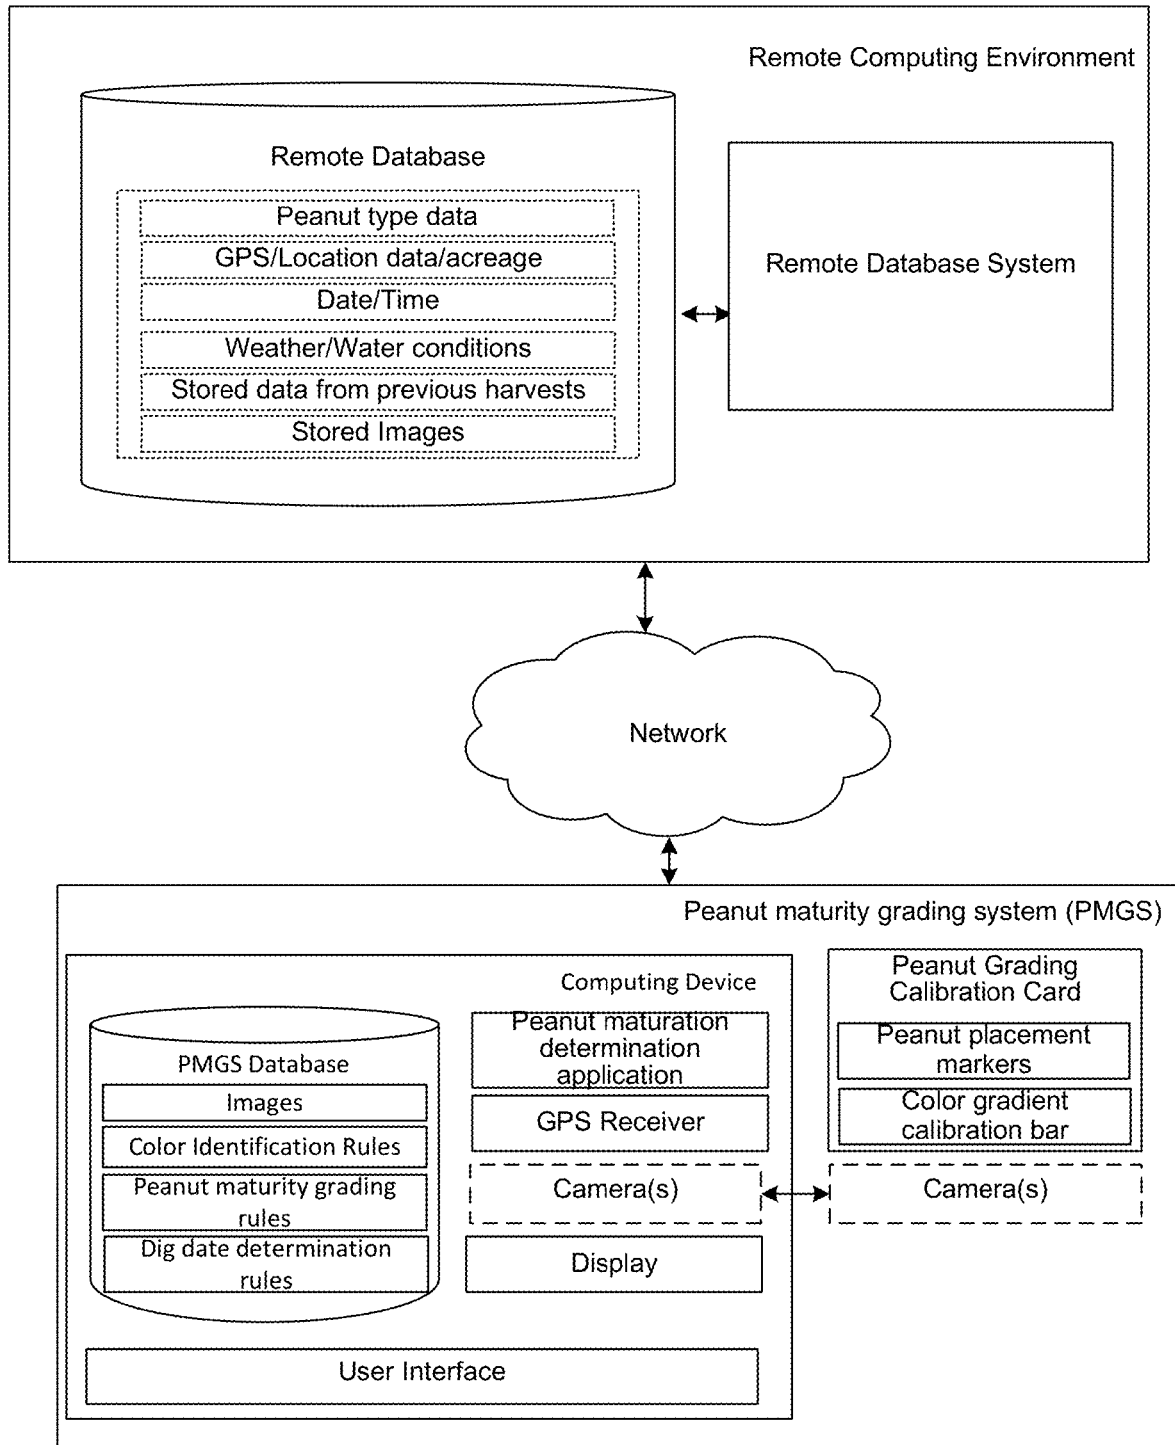 Remote Computing Environment
Remote Database
Peanut type data
GPS/Location data/acreage
Date/Time
Weather/Water conditions
Stored data from previous harvests
Stored Images
Remote Database System
Network
Peanut maturity grading system (PMGS)
Computing Device
PMGS Database
Images
Color Identification Rules
Peanut maturity grading
rules
Dig date determination
rules
Peanut maturation
determination
application
GPS Receiver
Camera(s)
Display
User Interface
Peanut Grading
Calibration Card
Peanut placement
markers
Color gradient
calibration bar
Camera(s)